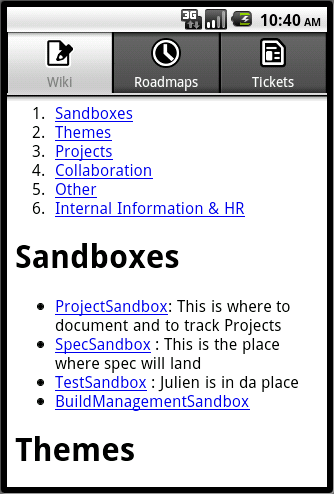 3G 10:40 AM
Wiki Roadmaps Tickets
1. Sandboxes
2. Themes
3. Projects
4. Collaboration
5. Other
6. Internal Information & HR
Sandboxes
• ProjectSandbox: This is where to
document and to track Projects
• SpecSandbox : This is the place
where spec will land
• TestSandbox : Julien is in da place
• BuildManagementSandbox
Themes